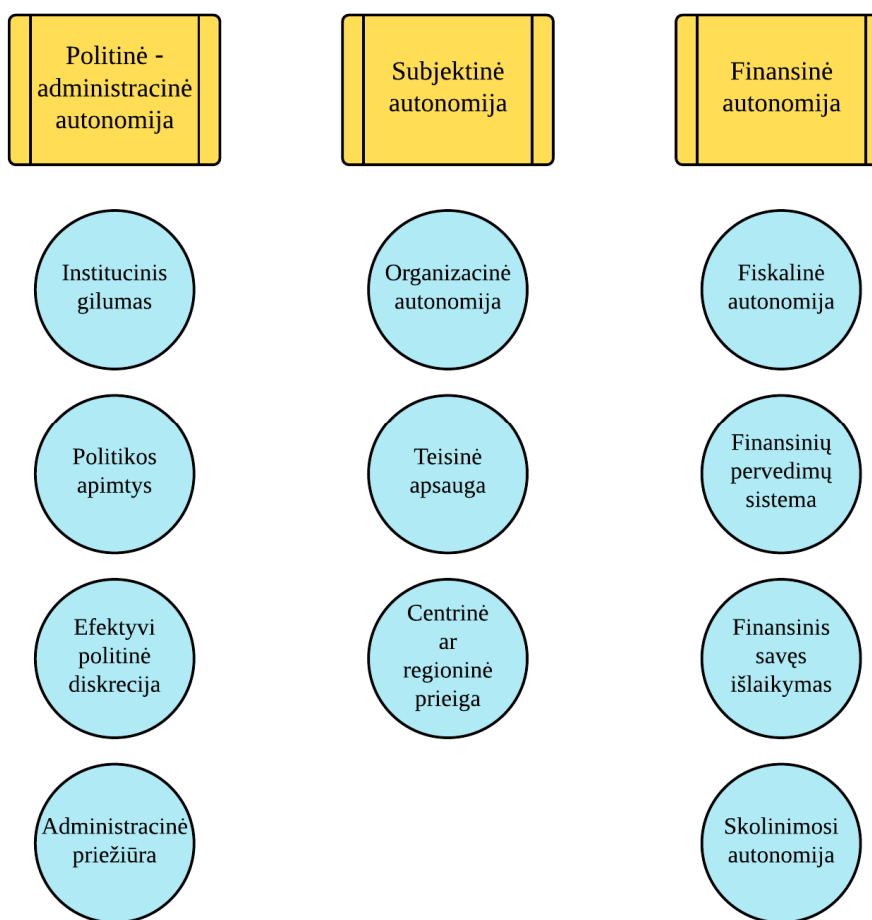 Politinė -
administracinė
autonomija
Subjektinė
autonomija
Finansinė
autonomija
Institucinis
gilumas
Organizacinė
autonomija
Fiskalinė
autonomija
Politikos
apimtys
Teisinė
apsauga
Finansinių
pervedimų
sistema
Efektyvi
politinė
diskrecija
Centrinė
ar
regioninė
prieiga
Finansinis
savęs
išlaikymas
Administracinė
priežiūra
Skolinimosi
autonomija